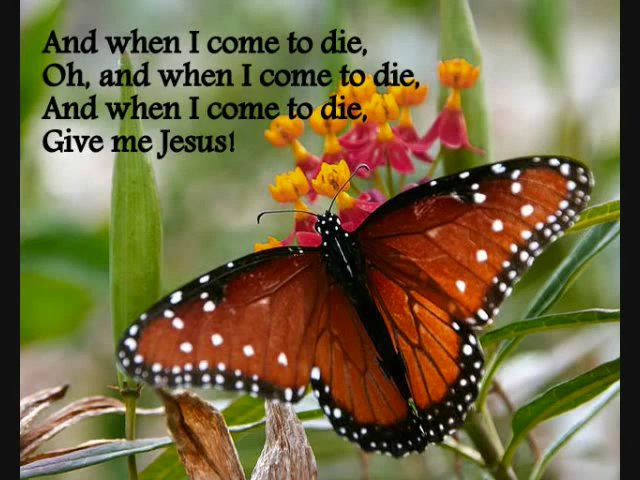 And when I come to die,
Oh, and when I come to die,
And when I come to die,
Give me Jesus!